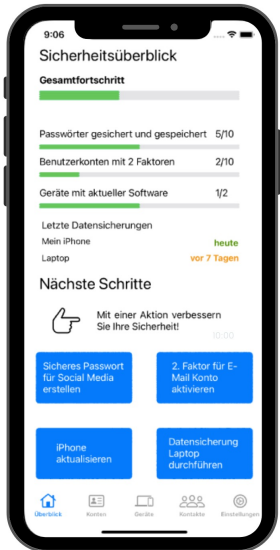 9:06
Sicherheitsüberblick
Gesamtfortschritt
Passwörter gesichert und gespeichert 5/10
Benutzerkonten mit 2 Faktoren 2/10
Geräte mit aktueller Software 1/2
Letzte Datensicherungen
Mein iPhone heute
Laptop vor 7 Tagen
Nächste Schritte
Mit einer Aktion verbessern
Sie Ihre Sicherheit!
10,00
Sicheres Passwort
für Social Media
erstellen
2. Faktor für E-
Mail Konto
aktivieren
iPhone
aktualisieren
Datensicherung
Laptop
durchführen
Überblick Konten Geräte Kontakte Einstellungen